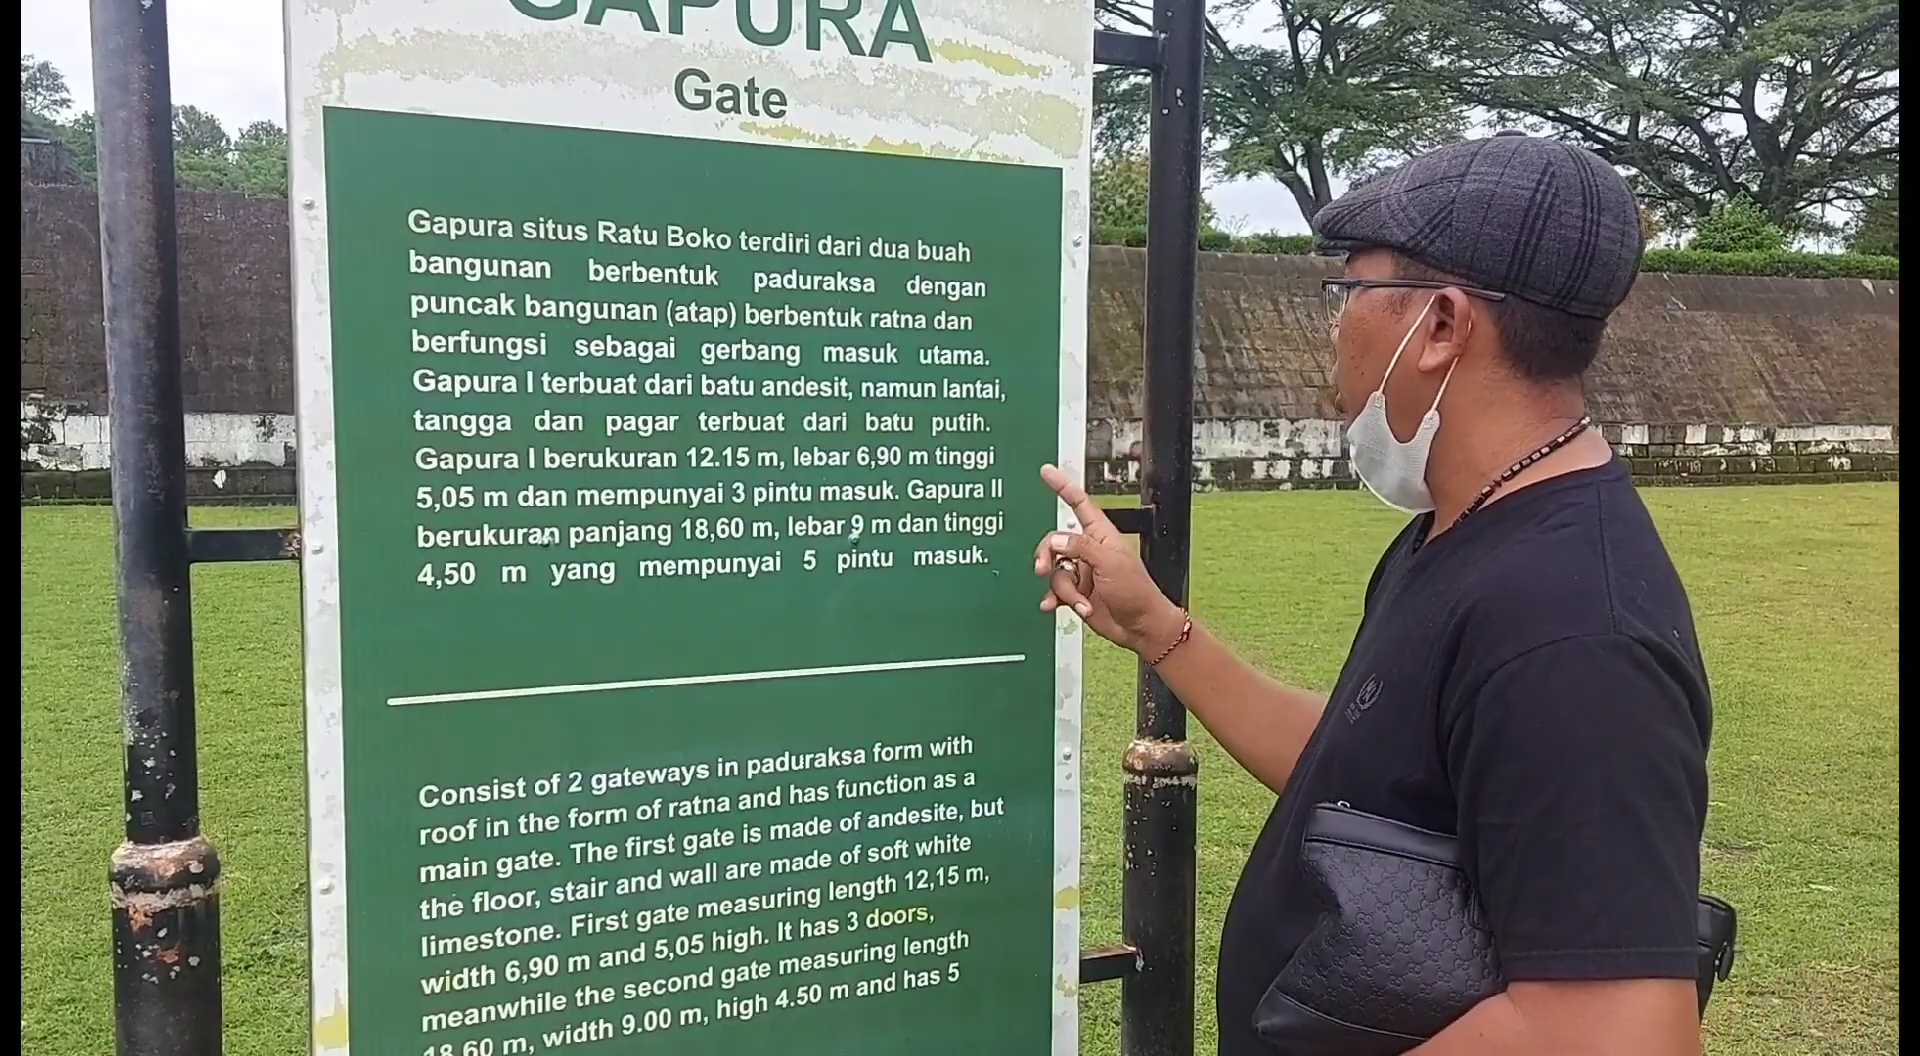 GAPURA
Gate
Gapura situs Ratu Boko terdiri dari dua buah
bangunan berbentuk paduraksa dengan
puncak bangunan (atap) berbentuk ratna dan
berfungsi sebagai gerbang masuk utama.
Gapura I terbuat dari batu andesit, namun lantai,
tangga dan pagar terbuat dari batu putih.
Gapura I berukuran 12.15 m, lebar 6,90 m tinggi
5,05 m dan mempunyai 3 pintu masuk. Gapura II
berukuran panjang 18,60 m, lebar 9 m dan tinggi
4,50 m yang mempunyai 5 pintu masuk.
Consist of 2 gateways in paduraksa form with
roof in the form of ratna and has function as a
main gate. The first gate is made of andesite, but
the floor, stair and wall are made of soft white
limestone. First gate measuring length 12,15 m,
width 6,90 m and 5,05 high. It has 3 doors,
meanwhile the second gate measuring length
18,60 m, width 9.00 m, high 4.50 m and has 5